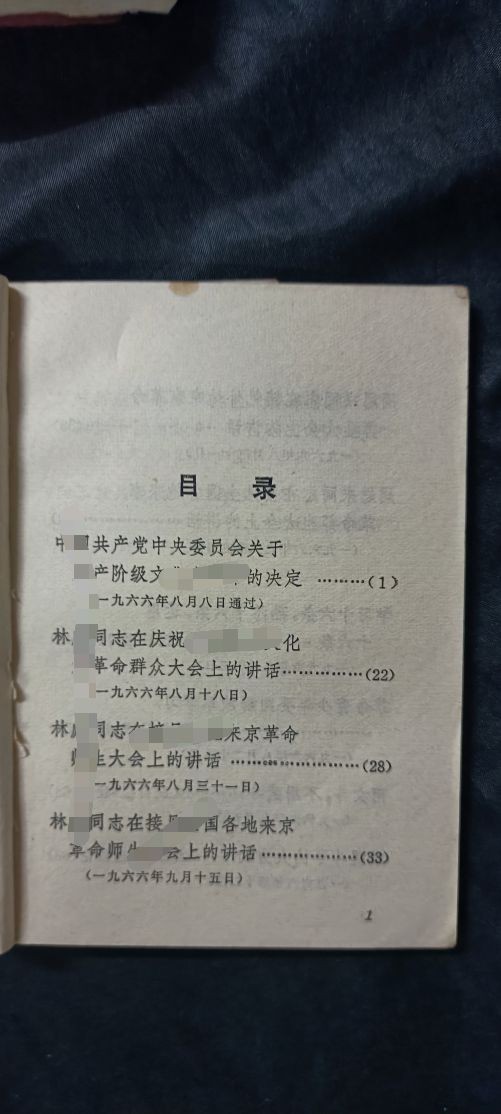 目 录
中 共产党中央委员会关于
产阶级文 的决定 ………(1)
一九六六年八月八日通过)
林 同志在庆祝 文化
革命群众大会上的讲话……………(22)
一九六六年八月十八日)
林 同志在接 来京革命
师生大会上的讲话 ……………(28)
一九六六年八月三十一日)
林 同志在接 国各地来京
革命师生 会上的讲话………………(33)
(一九六六年九月十五日)
1